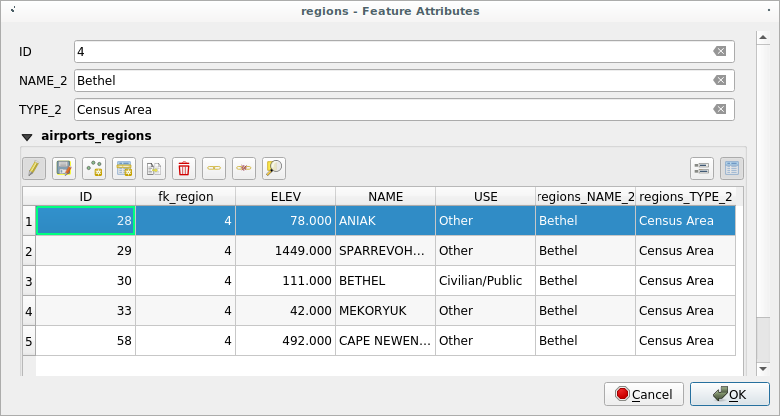 regions - Feature Attributes
ID 4
NAME_2 Bethel
TYPE_2 Census Area
airports_regions
ID fk_region ELEV NAME USE regions_NAME_2 regions_TYPE_2
1 28 4 78.000 ANIAK Other Bethel Census Area
2 29 4 1449.000 SPARREVOH... Other Bethel Census Area
3 30 4 111.000 BETHEL Civilian/Public Bethel Census Area
4 33 4 42.000 MEKORYUK Other Bethel Census Area
5 58 4 492.000 CAPE NEWEN... Other Bethel Census Area
Cancel OK